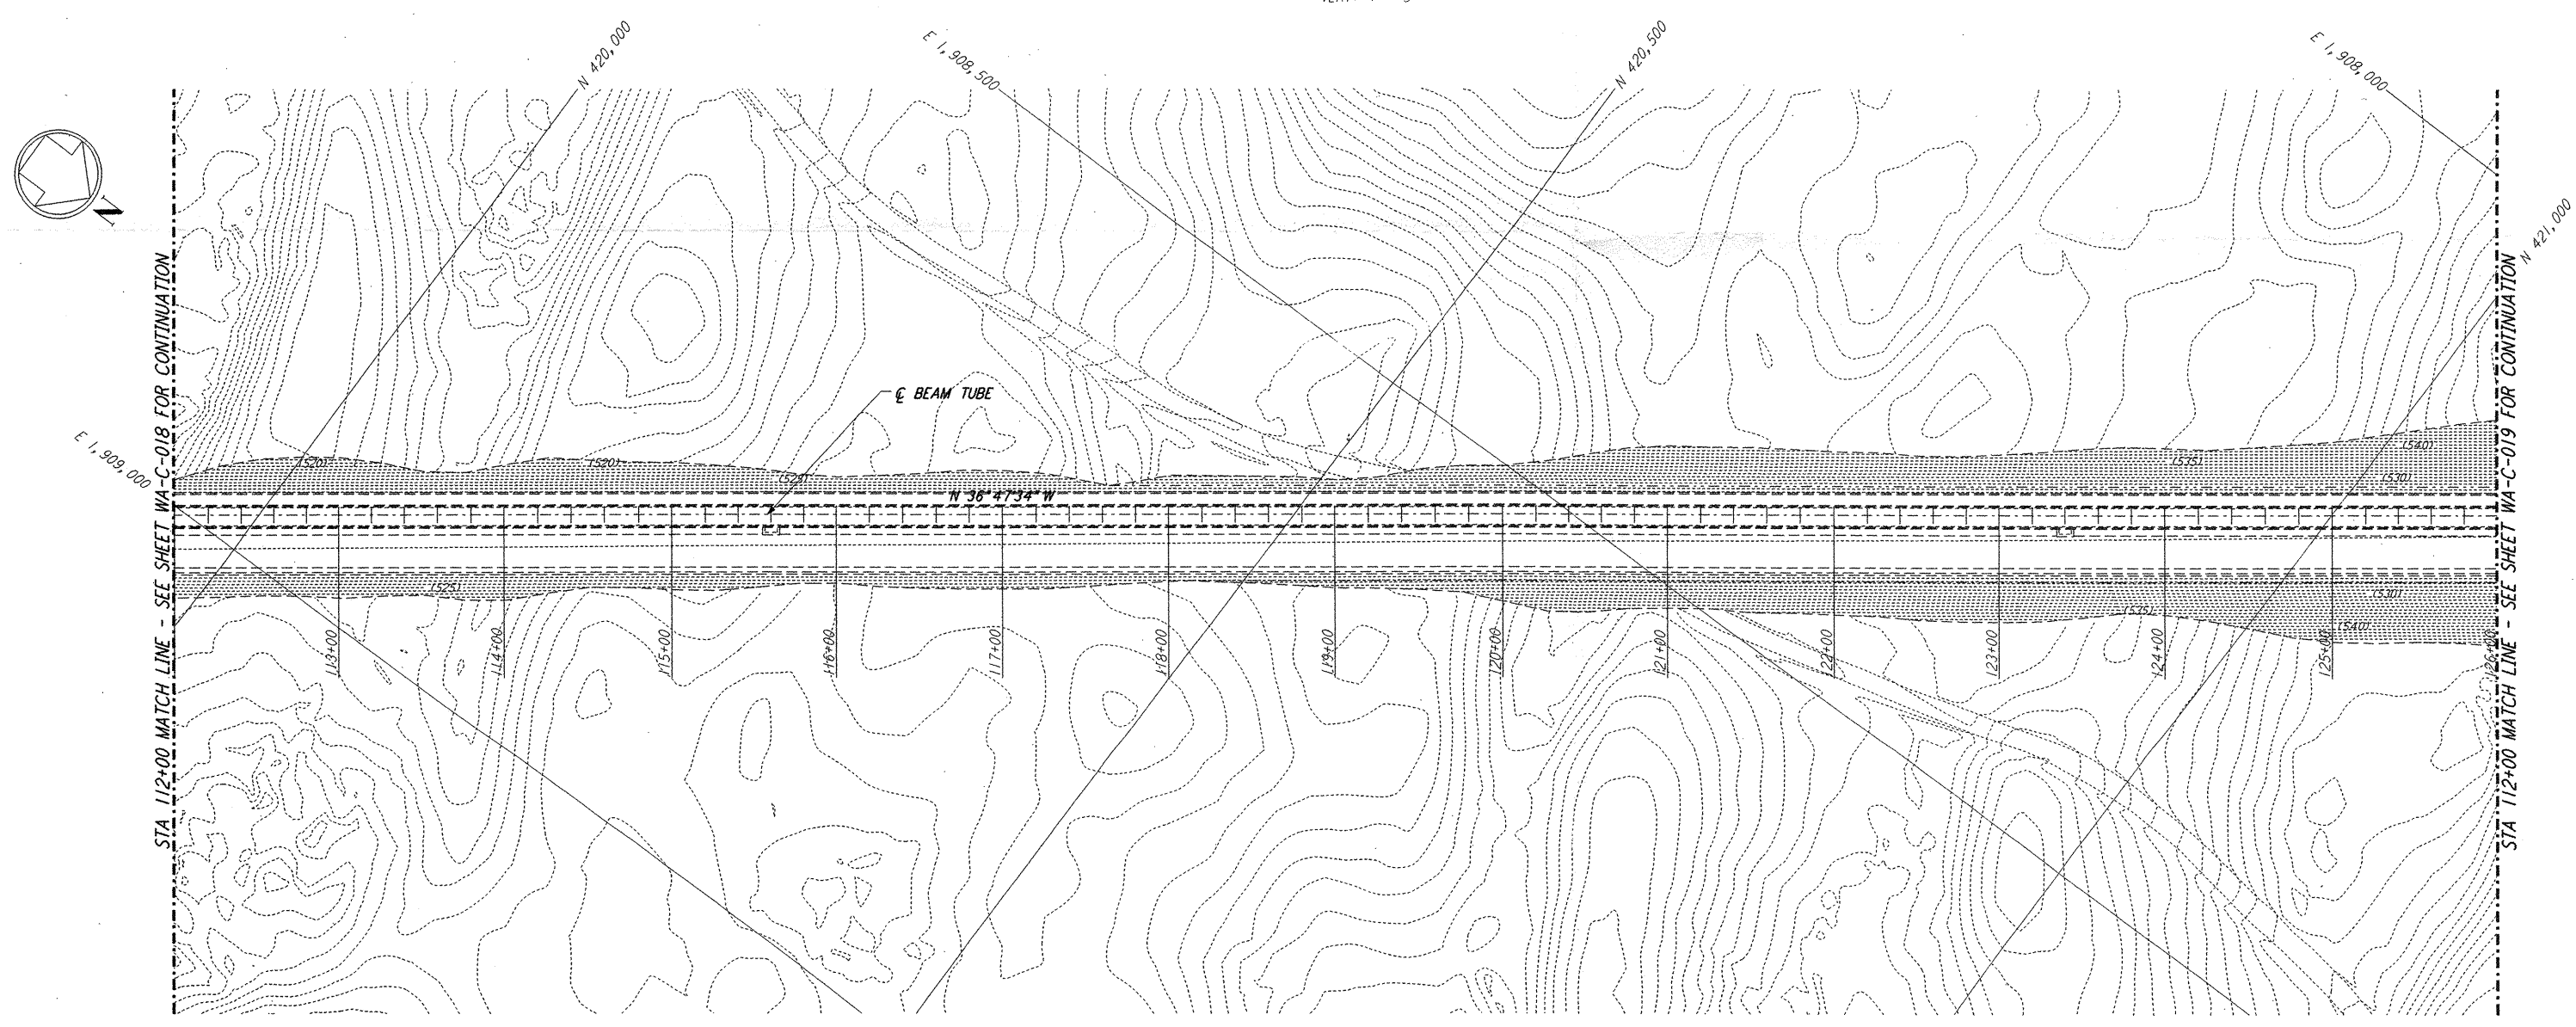 N 420,000
E 1,908,500
N 420,500
E 1,908,000
N
N 421,000
STA 112+00 MATCH LINE - SEE SHEET WA-C-018 FOR CONTINUATION
STA 112+00 MATCH LINE - SEE SHEET WA-C-019 FOR CONTINUATION
℄ BEAM TUBE
E 1,909,000
(520)
(520)
(525)
(535)
(540)
(530)
N 36°47'34" W
(525)
(530)
(535)
(540)
113+00
114+00
115+00
116+00
117+00
118+00
119+00
120+00
121+00
122+00
123+00
124+00
125+00
126+00